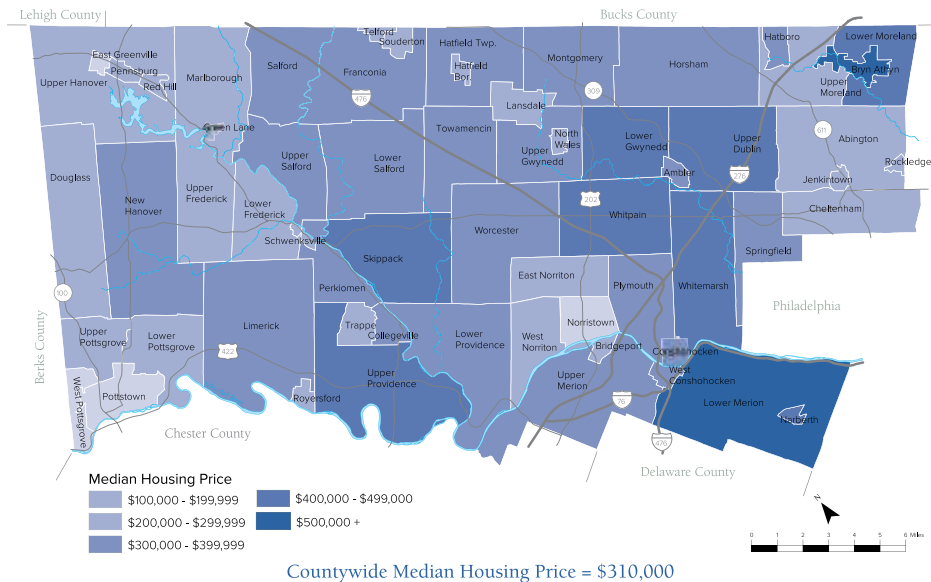 Lehigh County
Bucks County
Telford
Souderton
Hatboro
Lower Moreland
East Greenville
Pennsburg
Red Hill
Upper Hanover
Marlborough
Salford
Franconia
Hatfield Twp.
Hatfield
Bor.
Montgomery
Horsham
Bryn Athyn
Upper
Moreland
476
309
Lansdale
Green Lane
Towamencin
North
Wales
Upper
Gwynedd
Lower
Gwynedd
Upper
Dublin
611
Abington
Rockledge
Upper
Salford
Lower
Salford
Ambler
276
Jenkintown
Douglass
New
Hanover
Upper
Frederick
Lower
Frederick
202
Whitpain
Cheltenham
Schwenksville
Worcester
Skippack
Springfield
East Norriton
Plymouth
Whitemarsh
Perkiomen
100
Philadelphia
Berks County
Upper
Pottsgrove
Lower
Pottsgrove
Limerick
Trappe
Collegeville
Lower
Providence
West
Norriton
Norristown
Bridgeport
Conshohocken
422
West
Conshohocken
Upper
Merion
Upper
Providence
West Pottsgrove
Pottstown
Royersford
76
Lower Merion
Narberth
Chester County
476
Delaware County
Median Housing Price
$100,000 - $199,999
$200,000 - $299,999
$300,000 - $399,999
$400,000 - $499,000
$500,000 +
N
0 1 2 3 4 5 6 Miles
Countywide Median Housing Price = $310,000